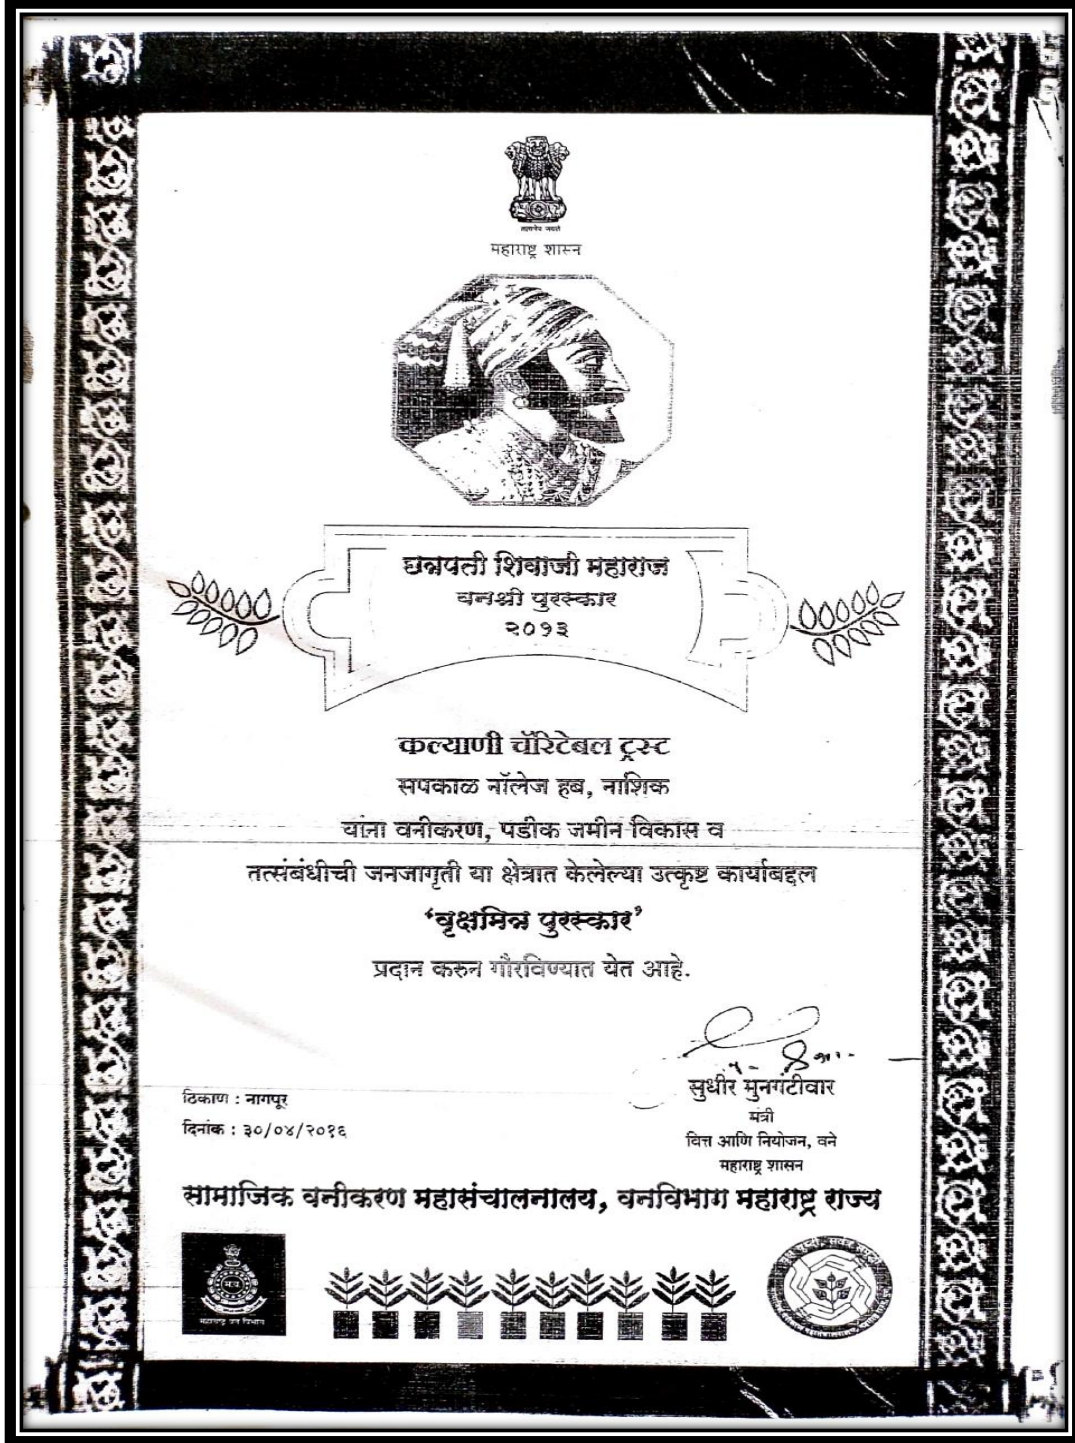 सत्यमेव जयते
महाराष्ट्र शासन
छत्रपती शिवाजी महाराज
वनश्री पुरस्कार
२०१३
कल्याणी चॅरिटेबल ट्रस्ट
सपकाळ नॉलेज हब, नाशिक
यांना वनीकरण, पडीक जमीन विकास व
तत्संबंधीची जनजागृती या क्षेत्रात केलेल्या उत्कृष्ट कार्याबद्दल
‘वृक्षमित्र पुरस्कार’
प्रदान करुन गौरविण्यात येत आहे.
सुधीर मुनगंटीवार
मंत्री
वित्त आणि नियोजन, वने
महाराष्ट्र शासन
ठिकाण : नागपूर
दिनांक : ३०/०४/२०१६
सामाजिक वनीकरण महासंचालनालय, वनविभाग महाराष्ट्र राज्य
महाराष्ट्र वन विभाग